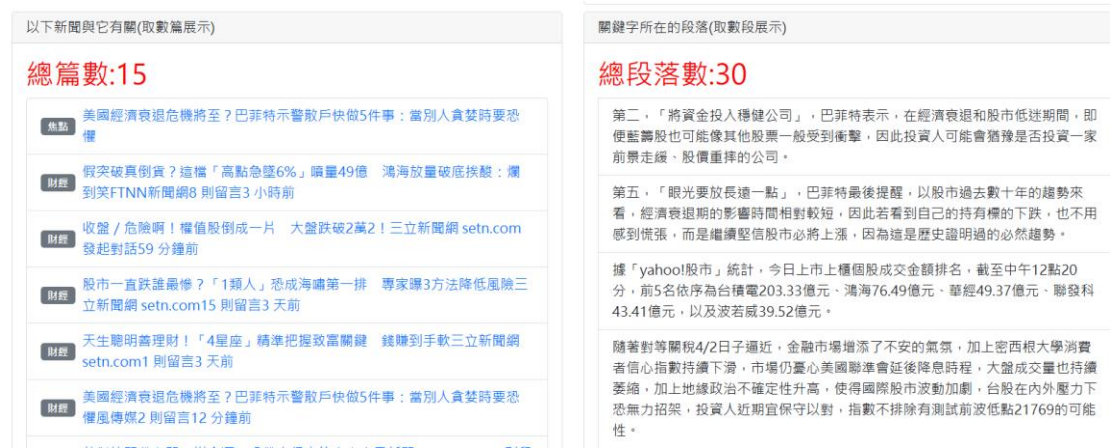 以下新聞與它有關(取數篇展示)
總篇數:15
焦點
美國經濟衰退危機將至？巴菲特示警散戶快做5件事：當別人貪婪時要恐
懼
財經
假突破真倒貨？這檔「高點急墜6%」噴量49億 鴻海放量破底挨酸：爛
到笑FTNN新聞網8 則留言3 小時前
財經
收盤／危險啊！權值股倒成一片 大盤跌破2萬2！三立新聞網 setn.com
發起對話59 分鐘前
財經
股市一直跌誰最慘？「1類人」恐成海嘯第一排 專家曝3方法降低風險三
立新聞網 setn.com15 則留言3 天前
財經
天生聰明善理財！「4星座」精準把握致富關鍵 錢賺到手軟三立新聞網
setn.com1 則留言3 天前
財經
美國經濟衰退危機將至？巴菲特示警散戶快做5件事：當別人貪婪時要恐
懼風傳媒2 則留言12 分鐘前
關鍵字所在的段落(取數段展示)
總段落數:30
第二，「將資金投入穩健公司」，巴菲特表示，在經濟衰退和股市低迷期間，即
便藍籌股也可能像其他股票一般受到衝擊，因此投資人可能會猶豫是否投資一家
前景走緩、股價重摔的公司。
第五，「眼光要放長遠一點」，巴菲特最後提醒，以股市過去數十年的趨勢來
看，經濟衰退期的影響時間相對較短，因此若看到自己的持有標的下跌，也不用
感到慌張，而是繼續堅信股市必將上漲，因為這是歷史證明過的必然趨勢。
據「yahoo!股市」統計，今日上市上櫃個股成交金額排名，截至中午12點20
分，前5名依序為台積電203.33億元、鴻海76.49億元、華經49.37億元、聯發科
43.41億元，以及波若威39.52億元。
隨著對等關稅4/2日子逼近，金融市場增添了不安的氣氛，加上密西根大學消費
者信心指數持續下滑，市場仍憂心美國聯準會延後降息時程，大盤成交量也持續
萎縮，加上地緣政治不確定性升高，使得國際股市波動加劇，台股在內外壓力下
恐無力招架，投資人近期宜保守以對，指數不排除有測試前波低點21769的可能
性。